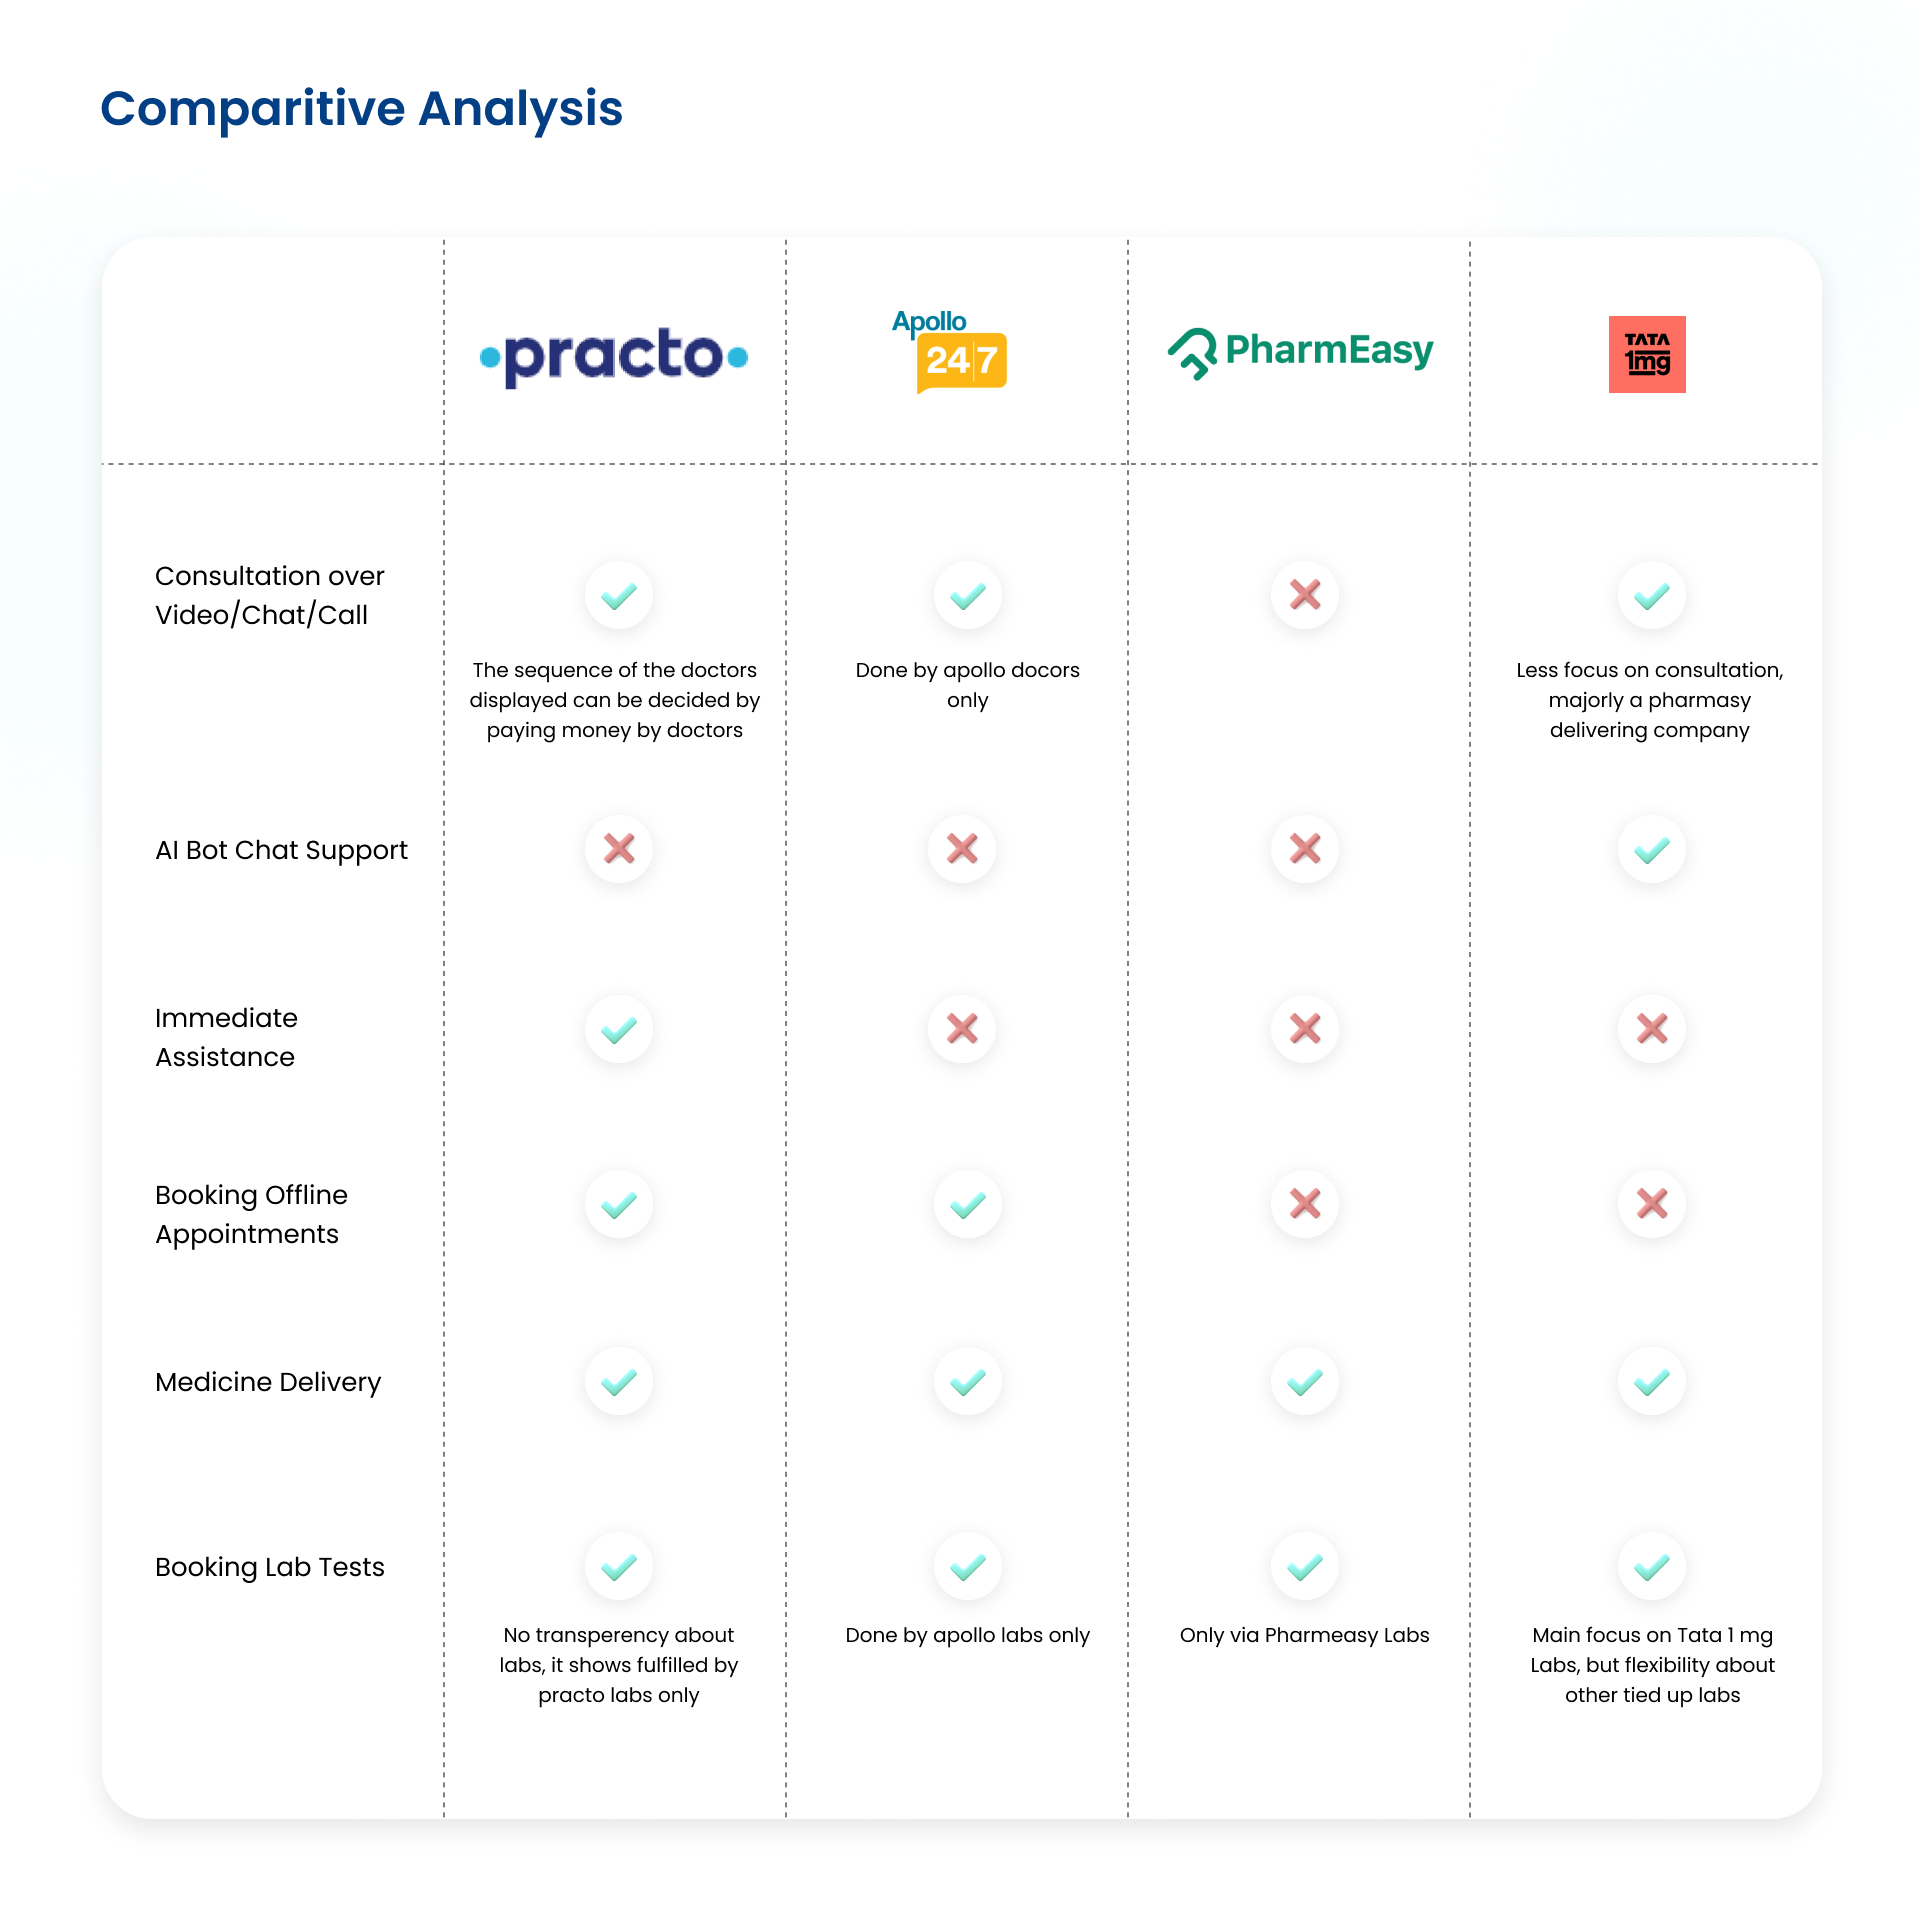 Comparitive Analysis
practo
Apollo
24|7
PharmEasy
TATA
1mg
Consultation over
Video/Chat/Call
The sequence of the doctors
displayed can be decided by
paying money by doctors
Done by apollo docors
only
Less focus on consultation,
majorly a pharmasy
delivering company
AI Bot Chat Support
Immediate
Assistance
Booking Offline
Appointments
Medicine Delivery
Booking Lab Tests
No transperency about
labs, it shows fulfilled by
practo labs only
Done by apollo labs only
Only via Pharmeasy Labs
Main focus on Tata 1 mg
Labs, but flexibility about
other tied up labs